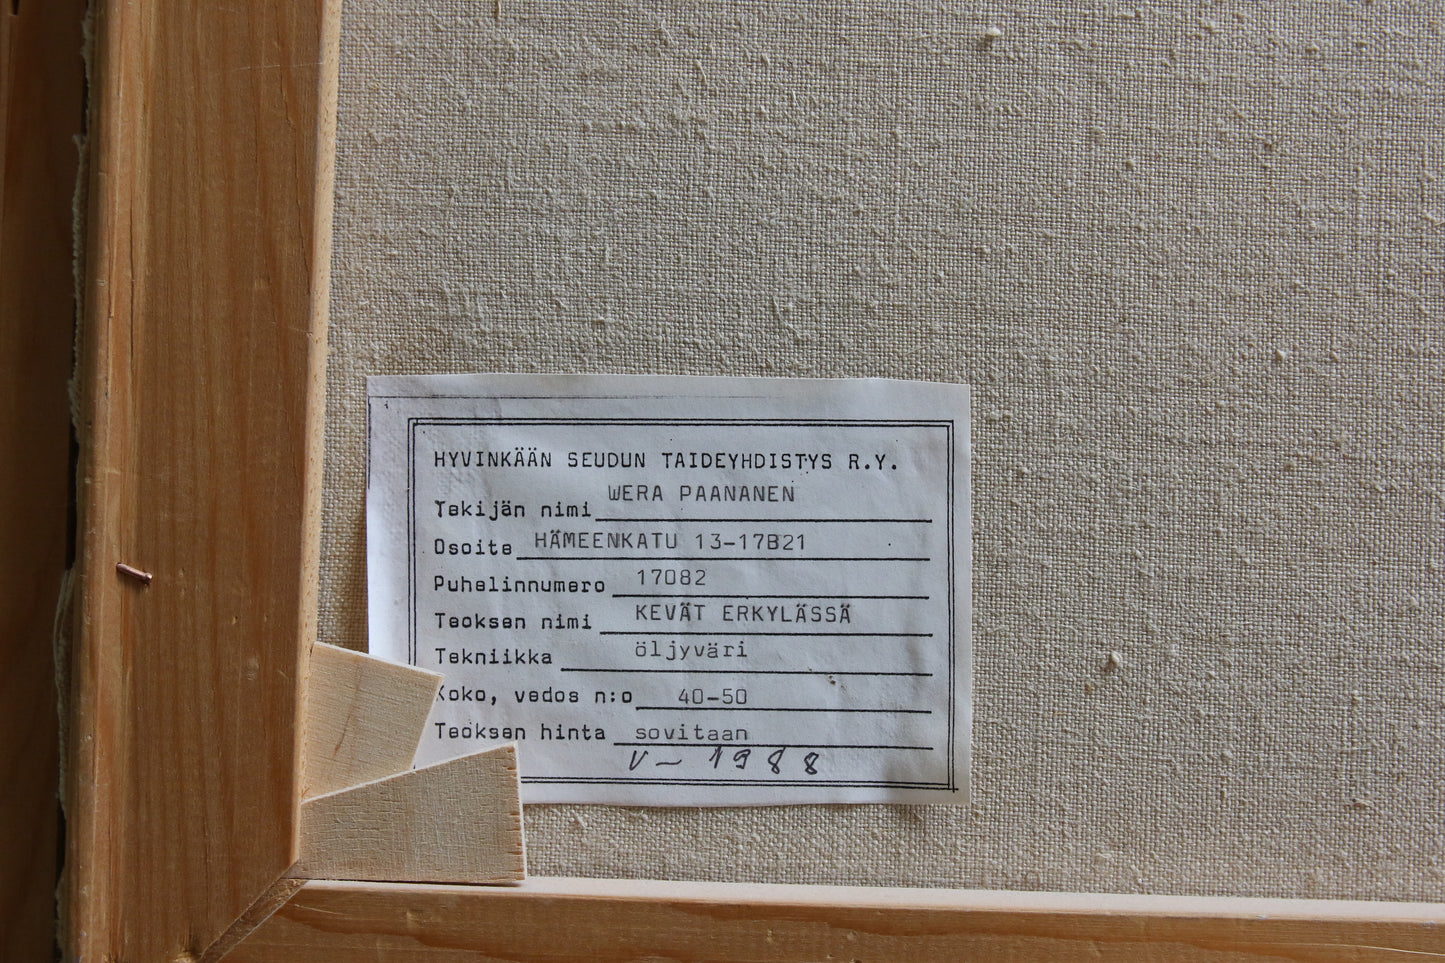 HYVINKÄÄN SEUDUN TAIDEYHDISTYS R.Y.
Tekijän nimi WERA PAANANEN
Osoite HÄMEENKATU 13-17B21
Puhelinnumero 17082
Teoksen nimi KEVÄT ERKYLÄSSÄ
Tekniikka öljyväri
Koko, vedos n:o 40-50
Teoksen hinta sovitaan
V- 1988